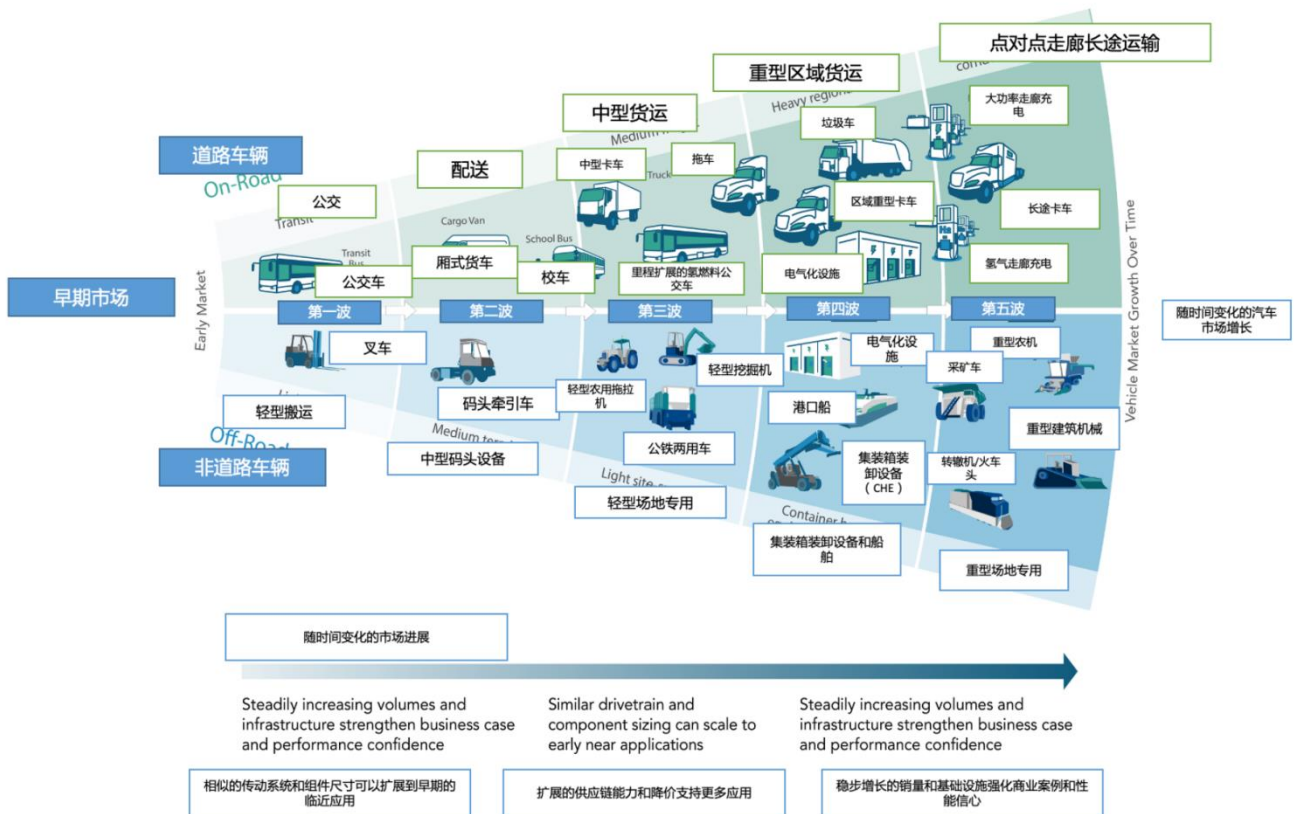 点对点走廊长途运输
重型区域货运
Heavy regional
中型货运
Medium
道路车辆
On-Road
配送
公交
Transit
中型卡车
Truck
拖车
垃圾车
大功率走廊充
电
区域重型卡车
长途卡车
Cargo Van
School Bus
Transit
Bus
公交车
厢式货车
校车
里程扩展的氢燃料公
交车
电气化设施
氢气走廊充电
早期市场
Early Market
第一波
第二波
第三波
第四波
第五波
Vehicle Market Growth Over Time
随时间变化的汽车
市场增长
叉车
码头牵引车
轻型农用拖拉
机
轻型挖掘机
公铁两用车
电气化设
施
港口船
集装箱装
卸设备
(CHE)
采矿车
重型农机
重型建筑机械
转辙机/火车
头
轻型搬运
Off-Road
非道路车辆
Medium
中型码头设备
Light site
轻型场地专用
Container
集装箱装卸设备和船
舶
重型场地专用
随时间变化的市场进展
Steadily increasing volumes and
infrastructure strengthen business case
and performance confidence
Similar drivetrain and
component sizing can scale to
early near applications
Steadily increasing volumes and
infrastructure strengthen business case
and performance confidence
相似的传动系统和组件尺寸可以扩展到早期的
临近应用
扩展的供应链能力和降价支持更多应用
稳步增长的销量和基础设施强化商业案例和性
能信心